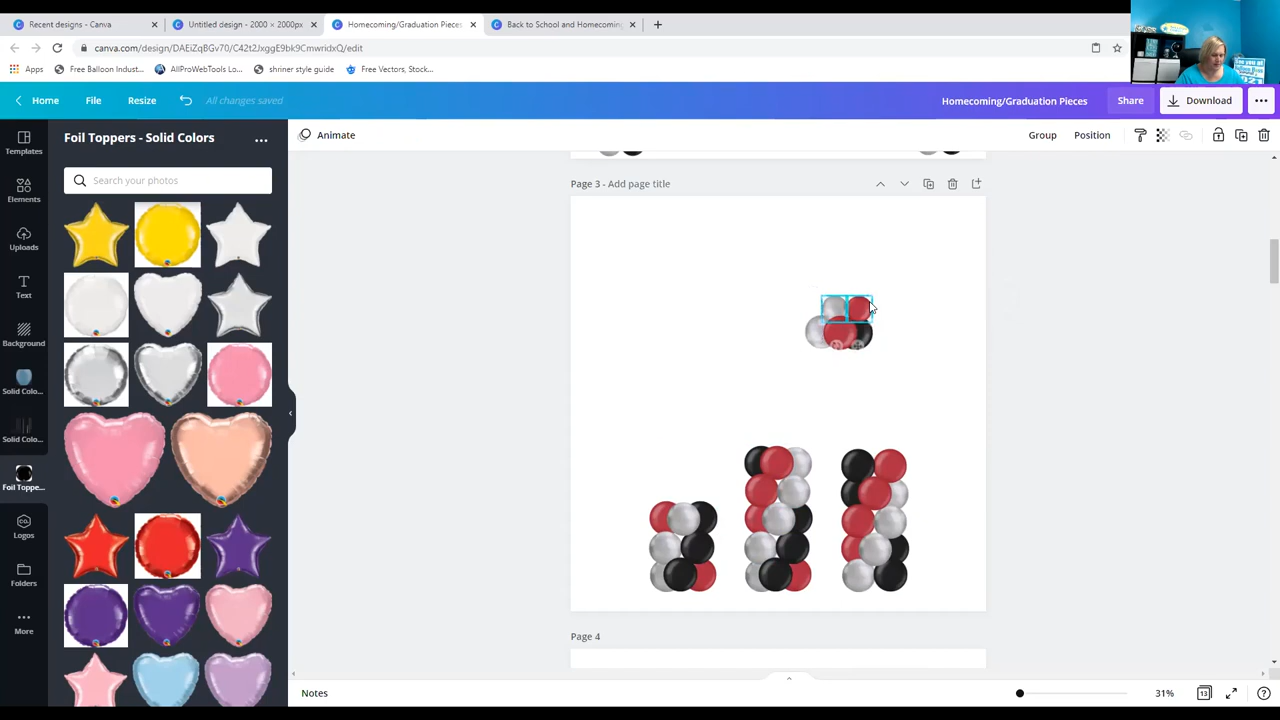 Recent designs - Canva
Untitled design - 2000 × 2000px
Homecoming/Graduation Pieces
Back to School and Homecoming
canva.com/design/DAEiZqBGv70/C42t2JxggE9bk9CmwridxQ/edit
Apps
Free Balloon Indust...
AllProWebTools Lo...
shriner style guide
Free Vectors, Stock...
Home
File
Resize
All changes saved
Homecoming/Graduation Pieces
Share
Download
Templates
Elements
Uploads
Text
Background
Solid Colo...
Solid Colo...
Foil Toppe...
Logos
Folders
More
Foil Toppers - Solid Colors
Search your photos
Animate
Group
Position
Page 3 - Add page title
Page 4
Notes
31%
13